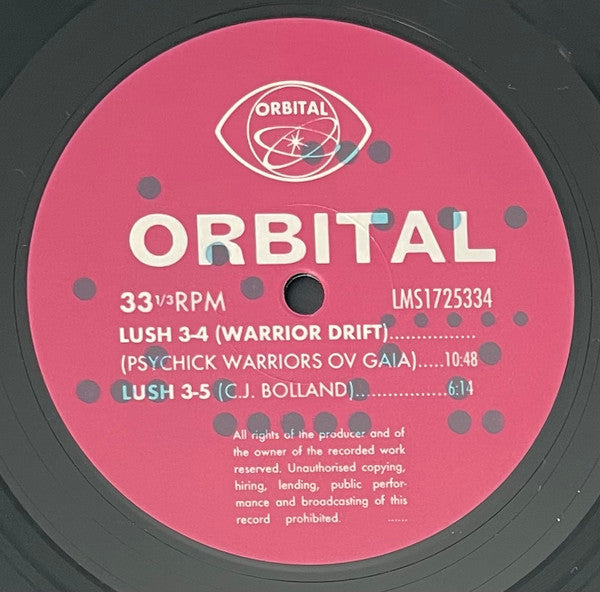 ORBITAL
ORBITAL
33 1/3 RPM LMS1725334
LUSH 3-4 (WARRIOR DRIFT)................
(PSYCHICK WARRIORS OV GAIA).....10:48
LUSH 3-5 (C.J. BOLLAND)..................6:14
All rights of the producer and of
the owner of the recorded work
reserved. Unauthorised copying,
hiring, lending, public perfor-
mance and broadcasting of this
record prohibited. ......